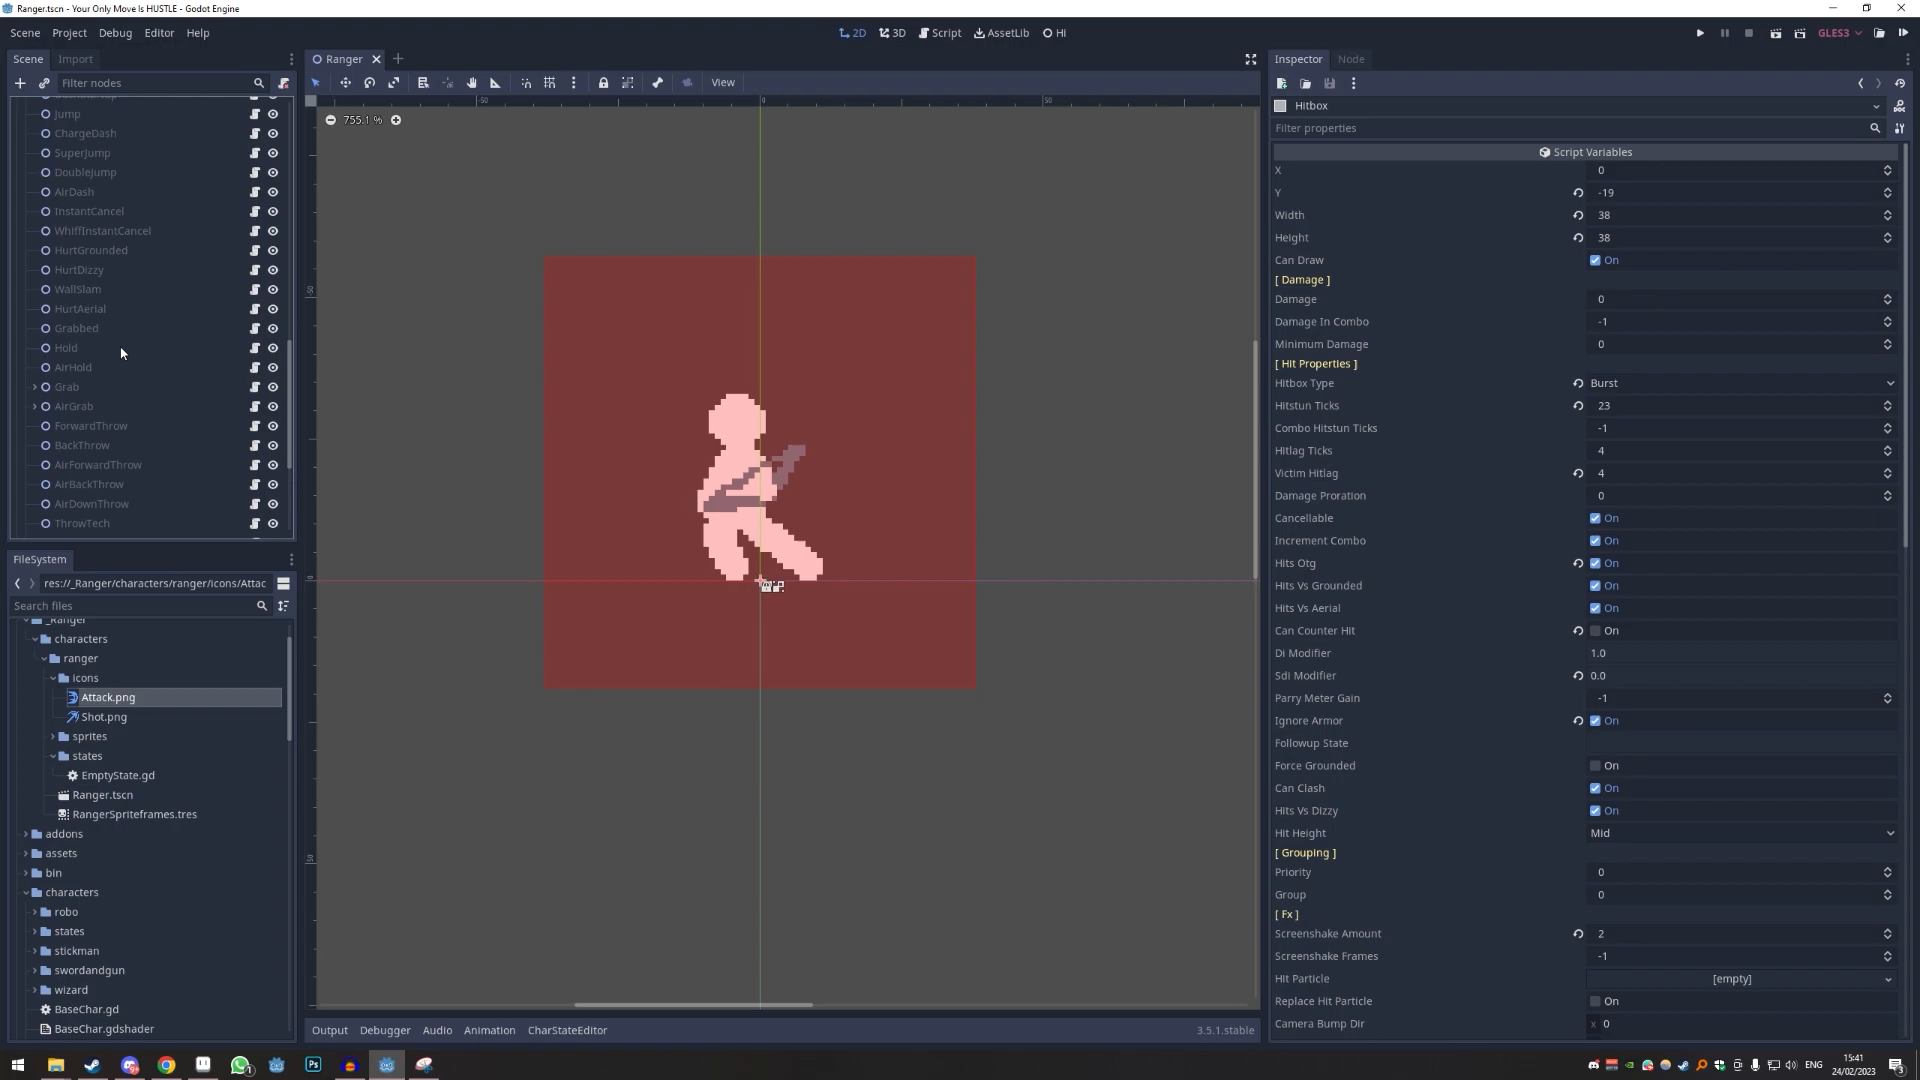 Ranger.tscn - Your Only Move Is HUSTLE - Godot Engine
Scene Project Debug Editor Help
2D 3D Script AssetLib Hi
GLES3
Scene Import
Filter nodes
Jump
ChargeDash
SuperJump
DoubleJump
AirDash
InstantCancel
WhiffInstantCancel
HurtGrounded
HurtDizzy
WallSlam
HurtAerial
Grabbed
Hold
AirHold
Grab
AirGrab
ForwardThrow
BackThrow
AirForwardThrow
AirBackThrow
AirDownThrow
ThrowTech
FileSystem
res://_Ranger/characters/ranger/icons/Attac
Search files
_Ranger
characters
ranger
icons
Attack.png
Shot.png
sprites
states
EmptyState.gd
Ranger.tscn
RangerSpriteframes.tres
addons
assets
bin
characters
robo
states
stickman
swordandgun
wizard
BaseChar.gd
BaseChar.gdshader
Ranger
View
-50 0 50
755.1 %
-50
0
50
Output Debugger Audio Animation CharStateEditor 3.5.1.stable
Inspector Node
Hitbox
Filter properties
Script Variables
X 0
Y -19
Width 38
Height 38
Can Draw On
[ Damage ]
Damage 0
Damage In Combo -1
Minimum Damage 0
[ Hit Properties ]
Hitbox Type Burst
Hitstun Ticks 23
Combo Hitstun Ticks -1
Hitlag Ticks 4
Victim Hitlag 4
Damage Proration 0
Cancellable On
Increment Combo On
Hits Otg On
Hits Vs Grounded On
Hits Vs Aerial On
Can Counter Hit On
Di Modifier 1.0
Sdi Modifier 0.0
Parry Meter Gain -1
Ignore Armor On
Followup State
Force Grounded On
Can Clash On
Hits Vs Dizzy On
Hit Height Mid
[ Grouping ]
Priority 0
Group 0
[ Fx ]
Screenshake Amount 2
Screenshake Frames -1
Hit Particle [empty]
Replace Hit Particle On
Camera Bump Dir x 0
Ps
ENG
15:41
24/02/2023